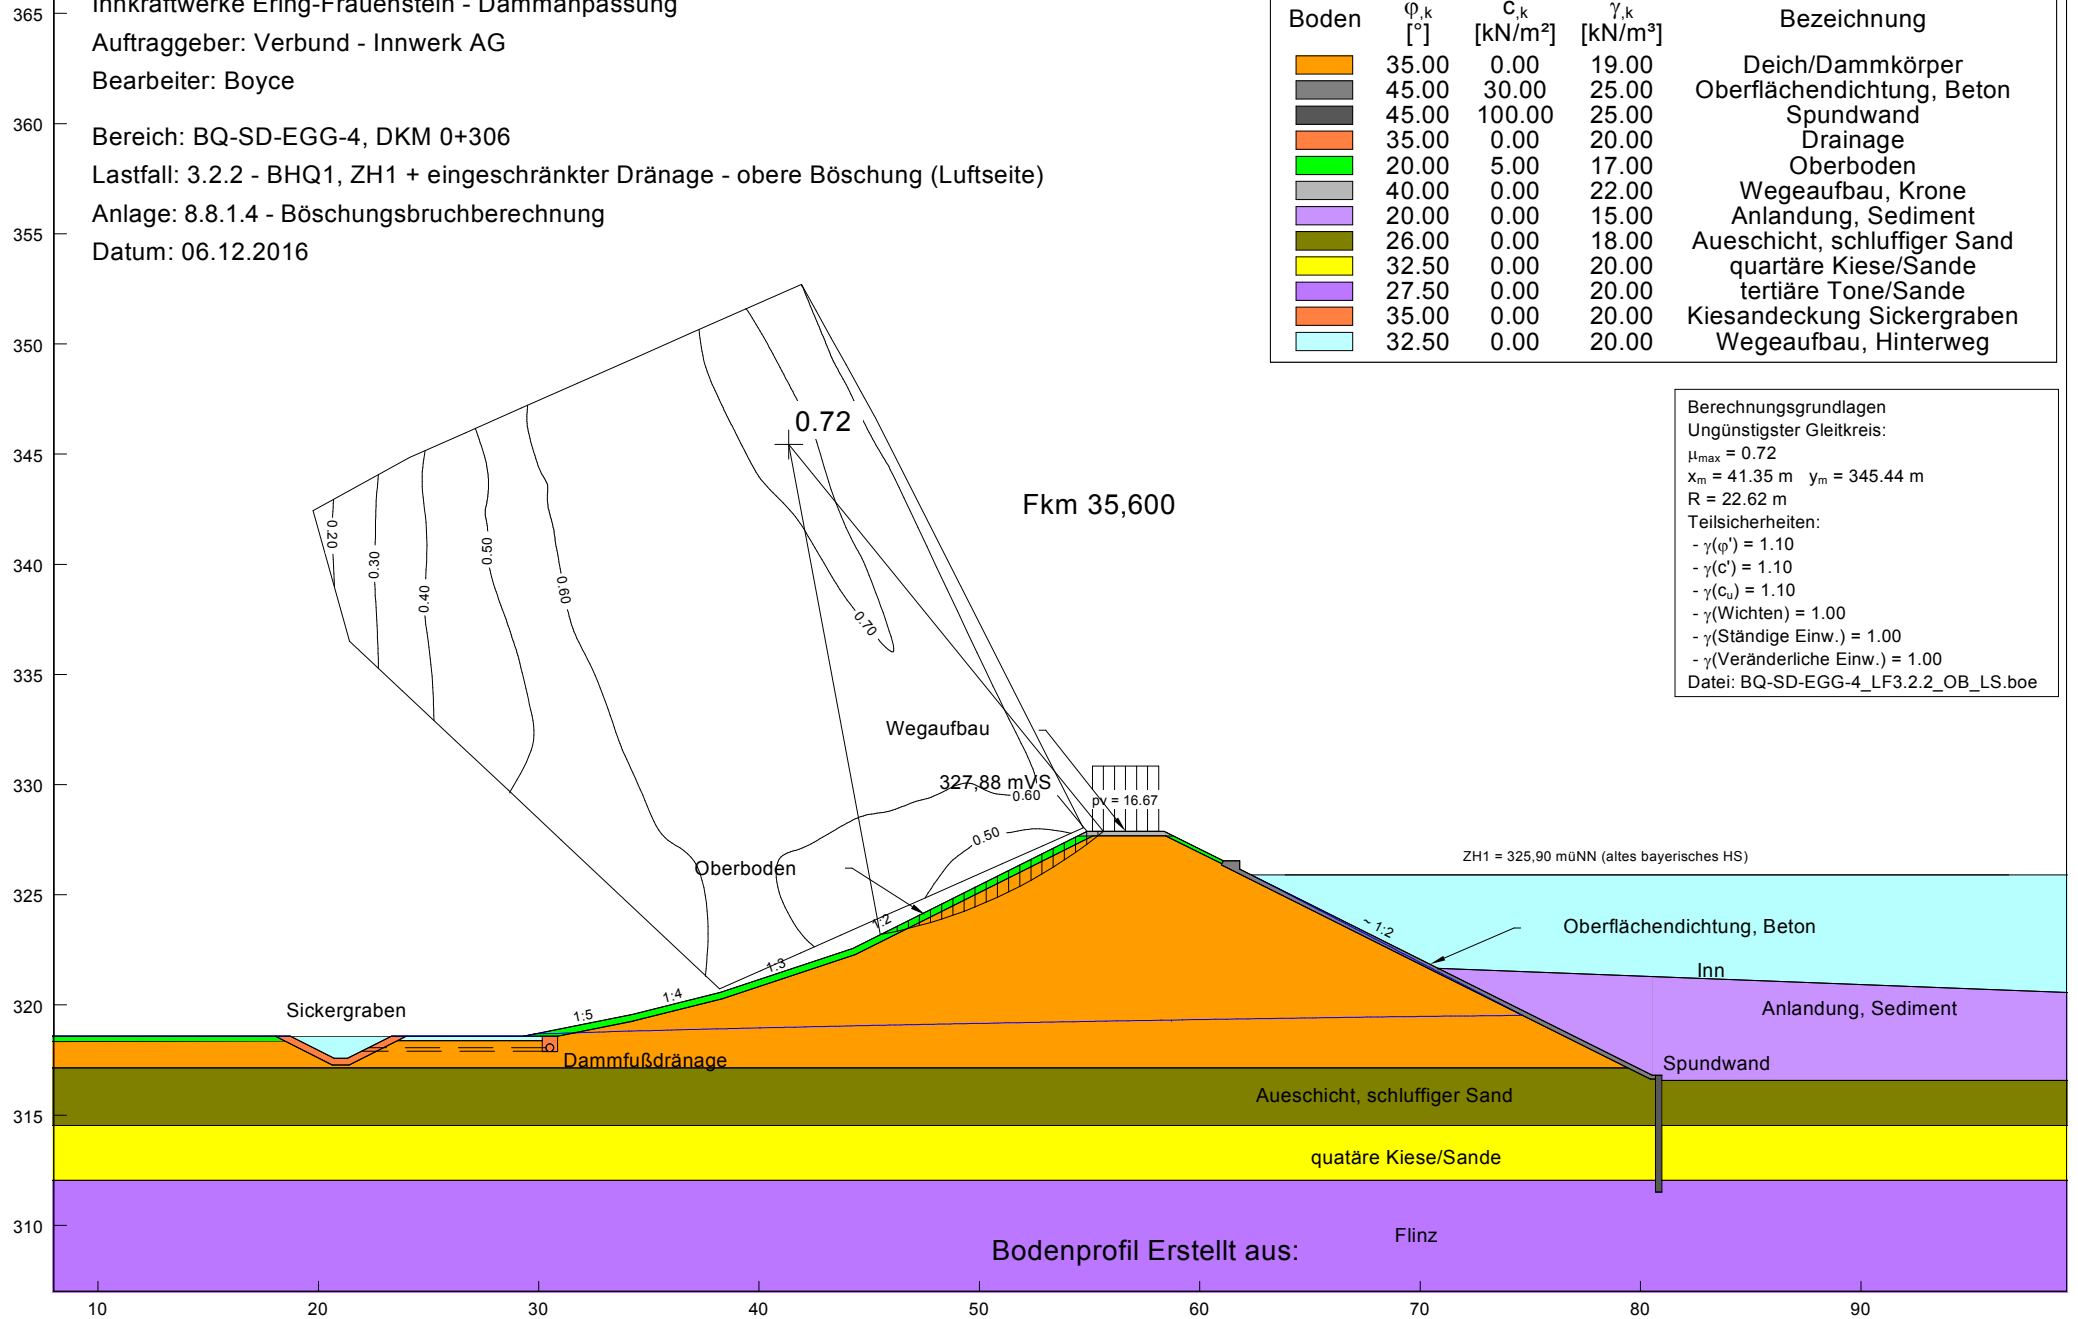 Innkraftwerke Ering-Frauenstein - Dammanpassung
Auftraggeber: Verbund - Innwerk AG
Bearbeiter: Boyce
Bereich: BQ-SD-EGG-4, DKM 0+306
Lastfall: 3.2.2 - BHQ1, ZH1 + eingeschränkter Dränage - obere Böschung (Luftseite)
Anlage: 8.8.1.4 - Böschungsbruchberechnung
Datum: 06.12.2016
Boden φ,k [°] c,k [kN/m²] γ,k [kN/m³] Bezeichnung
35.00 0.00 19.00 Deich/Dammkörper
45.00 30.00 25.00 Oberflächendichtung, Beton
45.00 100.00 25.00 Spundwand
35.00 0.00 20.00 Drainage
20.00 5.00 17.00 Oberboden
40.00 0.00 22.00 Wegeaufbau, Krone
20.00 0.00 15.00 Anlandung, Sediment
26.00 0.00 18.00 Aueschicht, schluffiger Sand
32.50 0.00 20.00 quartäre Kiese/Sande
27.50 0.00 20.00 tertiäre Tone/Sande
35.00 0.00 20.00 Kiesandeckung Sickergraben
32.50 0.00 20.00 Wegeaufbau, Hinterweg
Berechnungsgrundlagen
Ungünstigster Gleitkreis:
μmax = 0.72
xm = 41.35 m ym = 345.44 m
R = 22.62 m
Teilsicherheiten:
- γ(φ') = 1.10
- γ(c') = 1.10
- γ(cu) = 1.10
- γ(Wichten) = 1.00
- γ(Ständige Einw.) = 1.00
- γ(Veränderliche Einw.) = 1.00
Datei: BQ-SD-EGG-4_LF3.2.2_OB_LS.boe
365
360
355
350
345
340
335
330
325
320
315
310
0.72
Fkm 35,600
0.20
0.30
0.40
0.50
0.60
0.70
Wegaufbau
327,88 mVS
0.60
pv = 16.67
0.50
Oberboden
ZH1 = 325,90 müNN (altes bayerisches HS)
1:2
~ 1:2
Oberflächendichtung, Beton
1:3
Inn
1:4
Sickergraben
1:5
Anlandung, Sediment
Dammfußdränage
Spundwand
Aueschicht, schluffiger Sand
quatäre Kiese/Sande
Flinz
Bodenprofil Erstellt aus:
10 20 30 40 50 60 70 80 90